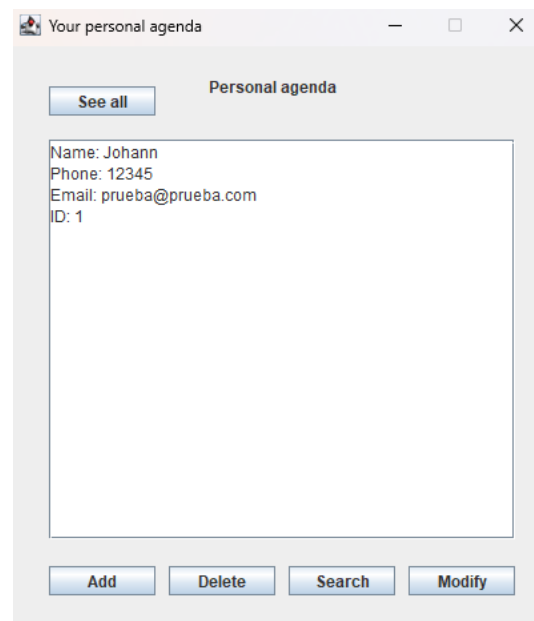 Your personal agenda
Personal agenda
See all
Name: Johann
Phone: 12345
Email: prueba@prueba.com
ID: 1
Add Delete Search Modify